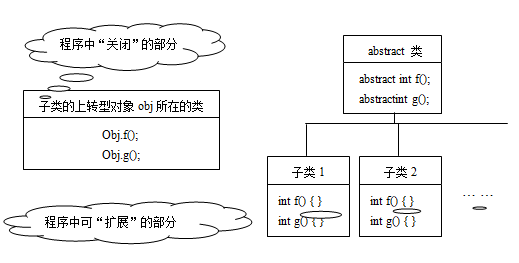 程序中“关闭”的部分
子类的上转型对象 obj 所在的类
Obj.f();
Obj.g();
程序中可“扩展”的部分
abstract 类
abstract int f();
abstractint g();
子类 1
int f() { }
int g() { }
子类 2
int f() { }
int g() { }
… …